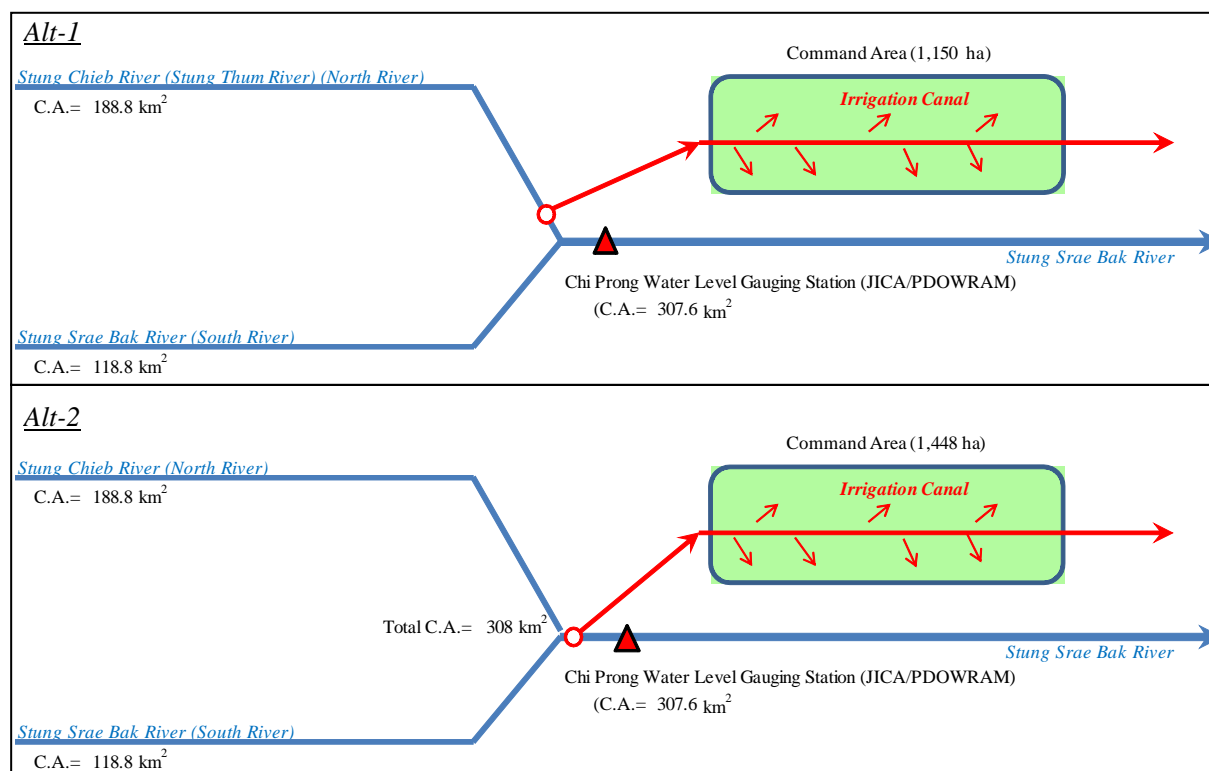 Alt-1
Stung Chieb River (Stung Thum River) (North River)
C.A.= 188.8 km²
Command Area (1,150 ha)
Irrigation Canal
Stung Srae Bak River
Chi Prong Water Level Gauging Station (JICA/PDOWRAM)
(C.A.= 307.6 km²
Stung Srae Bak River (South River)
C.A.= 118.8 km²
Alt-2
Command Area (1,448 ha)
Stung Chieb River (North River)
C.A.= 188.8 km²
Irrigation Canal
Total C.A.= 308 km²
Stung Srae Bak River
Chi Prong Water Level Gauging Station (JICA/PDOWRAM)
(C.A.= 307.6 km²
Stung Srae Bak River (South River)
C.A.= 118.8 km²